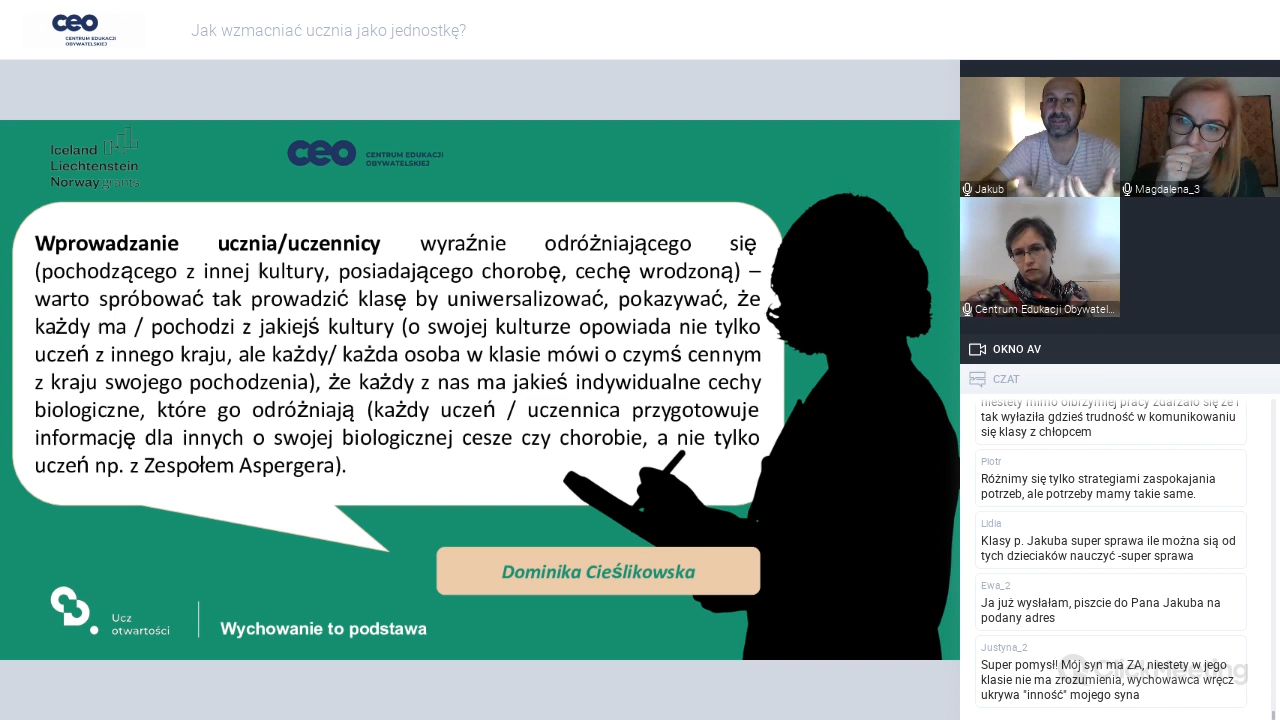 ceo
CENTRUM EDUKACJI
OBYWATELSKIEJ
Jak wzmacniać ucznia jako jednostkę?
Iceland
Liechtenstein
Norway grants
ceo
CENTRUM EDUKACJI
OBYWATELSKIEJ
Wprowadzanie ucznia/uczennicy wyraźnie odróżniającego się
(pochodzącego z innej kultury, posiadającego chorobę, cechę wrodzoną) –
warto spróbować tak prowadzić klasę by uniwersalizować, pokazywać, że
każdy ma / pochodzi z jakiejś kultury (o swojej kulturze opowiada nie tylko
uczeń z innego kraju, ale każdy/ każda osoba w klasie mówi o czymś cennym
z kraju swojego pochodzenia), że każdy z nas ma jakieś indywidualne cechy
biologiczne, które go odróżniają (każdy uczeń / uczennica przygotowuje
informację dla innych o swojej biologicznej cesze czy chorobie, a nie tylko
uczeń np. z Zespołem Aspergera).
Dominika Cieślikowska
Ucz
otwartości
Wychowanie to podstawa
Jakub
Magdalena_3
Centrum Edukacji Obywatel...
OKNO AV
CZAT
niestety mimo olbrzymiej pracy zdarzało się że i
tak wyłaziła gdzieś trudność w komunikowaniu
się klasy z chłopcem
Piotr
Różnimy się tylko strategiami zaspokajania
potrzeb, ale potrzeby mamy takie same.
Lidia
Klasy p. Jakuba super sprawa ile można sią od
tych dzieciaków nauczyć -super sprawa
Ewa_2
Ja już wysłałam, piszcie do Pana Jakuba na
podany adres
Justyna_2
Super pomysł! Mój syn ma ZA, niestety w jego
klasie nie ma zrozumienia, wychowawca wręcz
ukrywa "inność" mojego syna
ClickMeeting